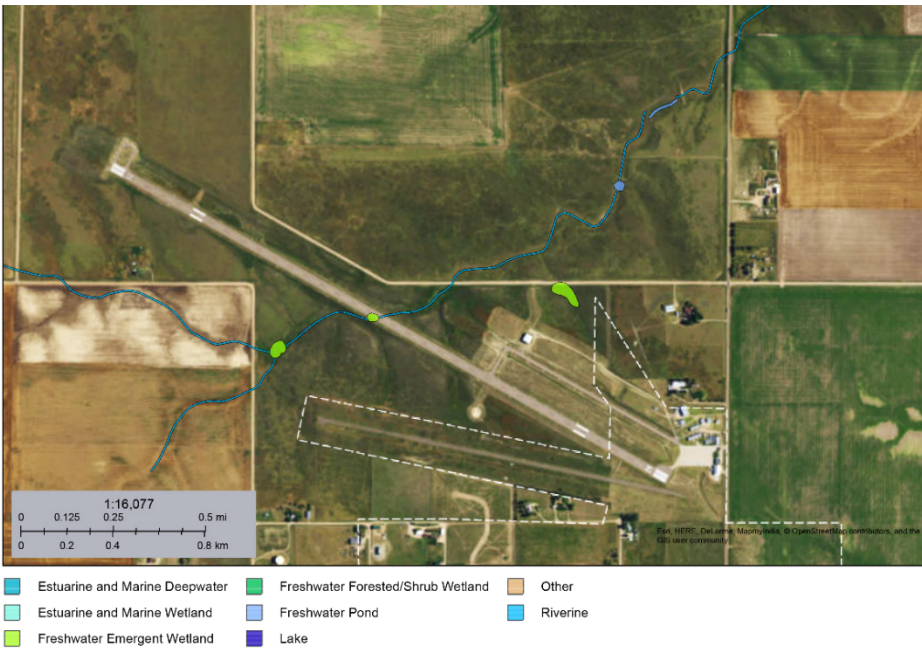 1:16,077
0 0.125 0.25 0.5 mi
0 0.2 0.4 0.8 km
Esri, HERE, DeLorme, MapmyIndia, © OpenStreetMap contributors, and the
GIS user community
Estuarine and Marine Deepwater
Freshwater Forested/Shrub Wetland
Other
Estuarine and Marine Wetland
Freshwater Pond
Riverine
Freshwater Emergent Wetland
Lake